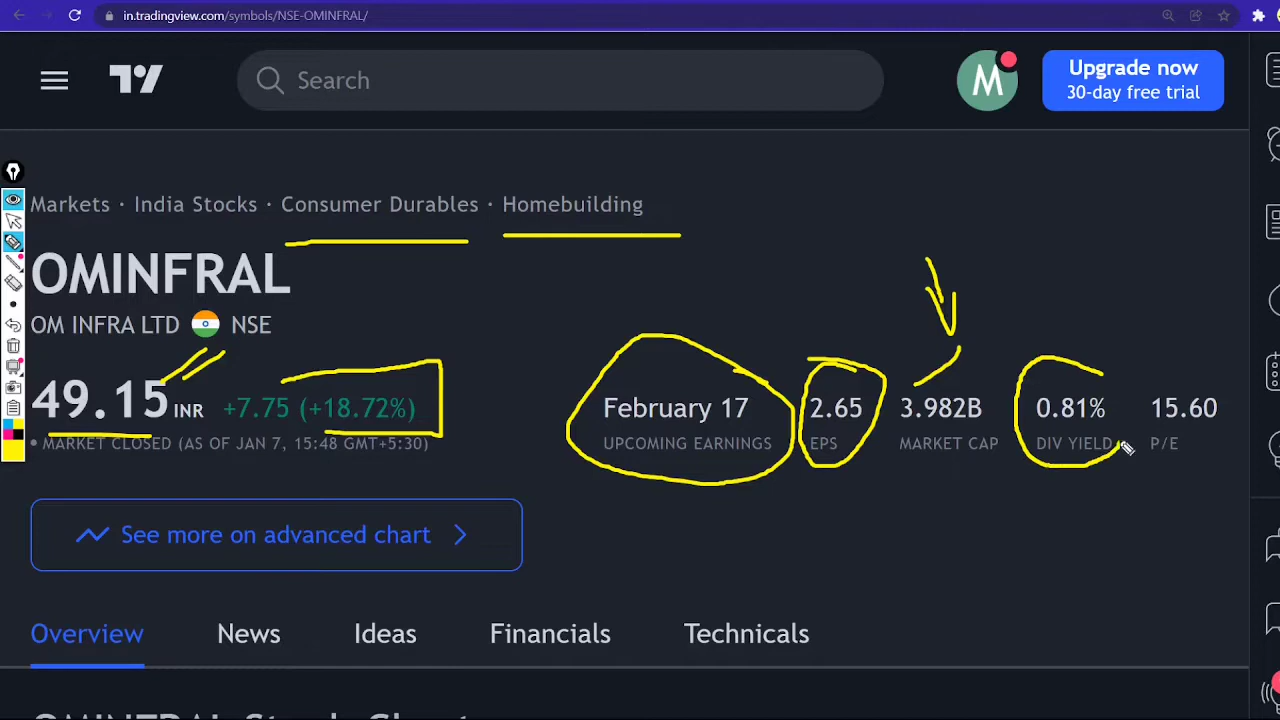 in.tradingview.com/symbols/NSE-OMINFRAL/
Search
M
Upgrade now
30-day free trial
Markets · India Stocks · Consumer Durables · Homebuilding
OMINFRAL
OM INFRA LTD NSE
49.15 INR +7.75 (+18.72%)
• MARKET CLOSED (AS OF JAN 7, 15:48 GMT+5:30)
February 17 2.65 3.982B 0.81% 15.60
UPCOMING EARNINGS EPS MARKET CAP DIV YIELD P/E
See more on advanced chart
Overview News Ideas Financials Technicals
OMINFRAL Stock Chart